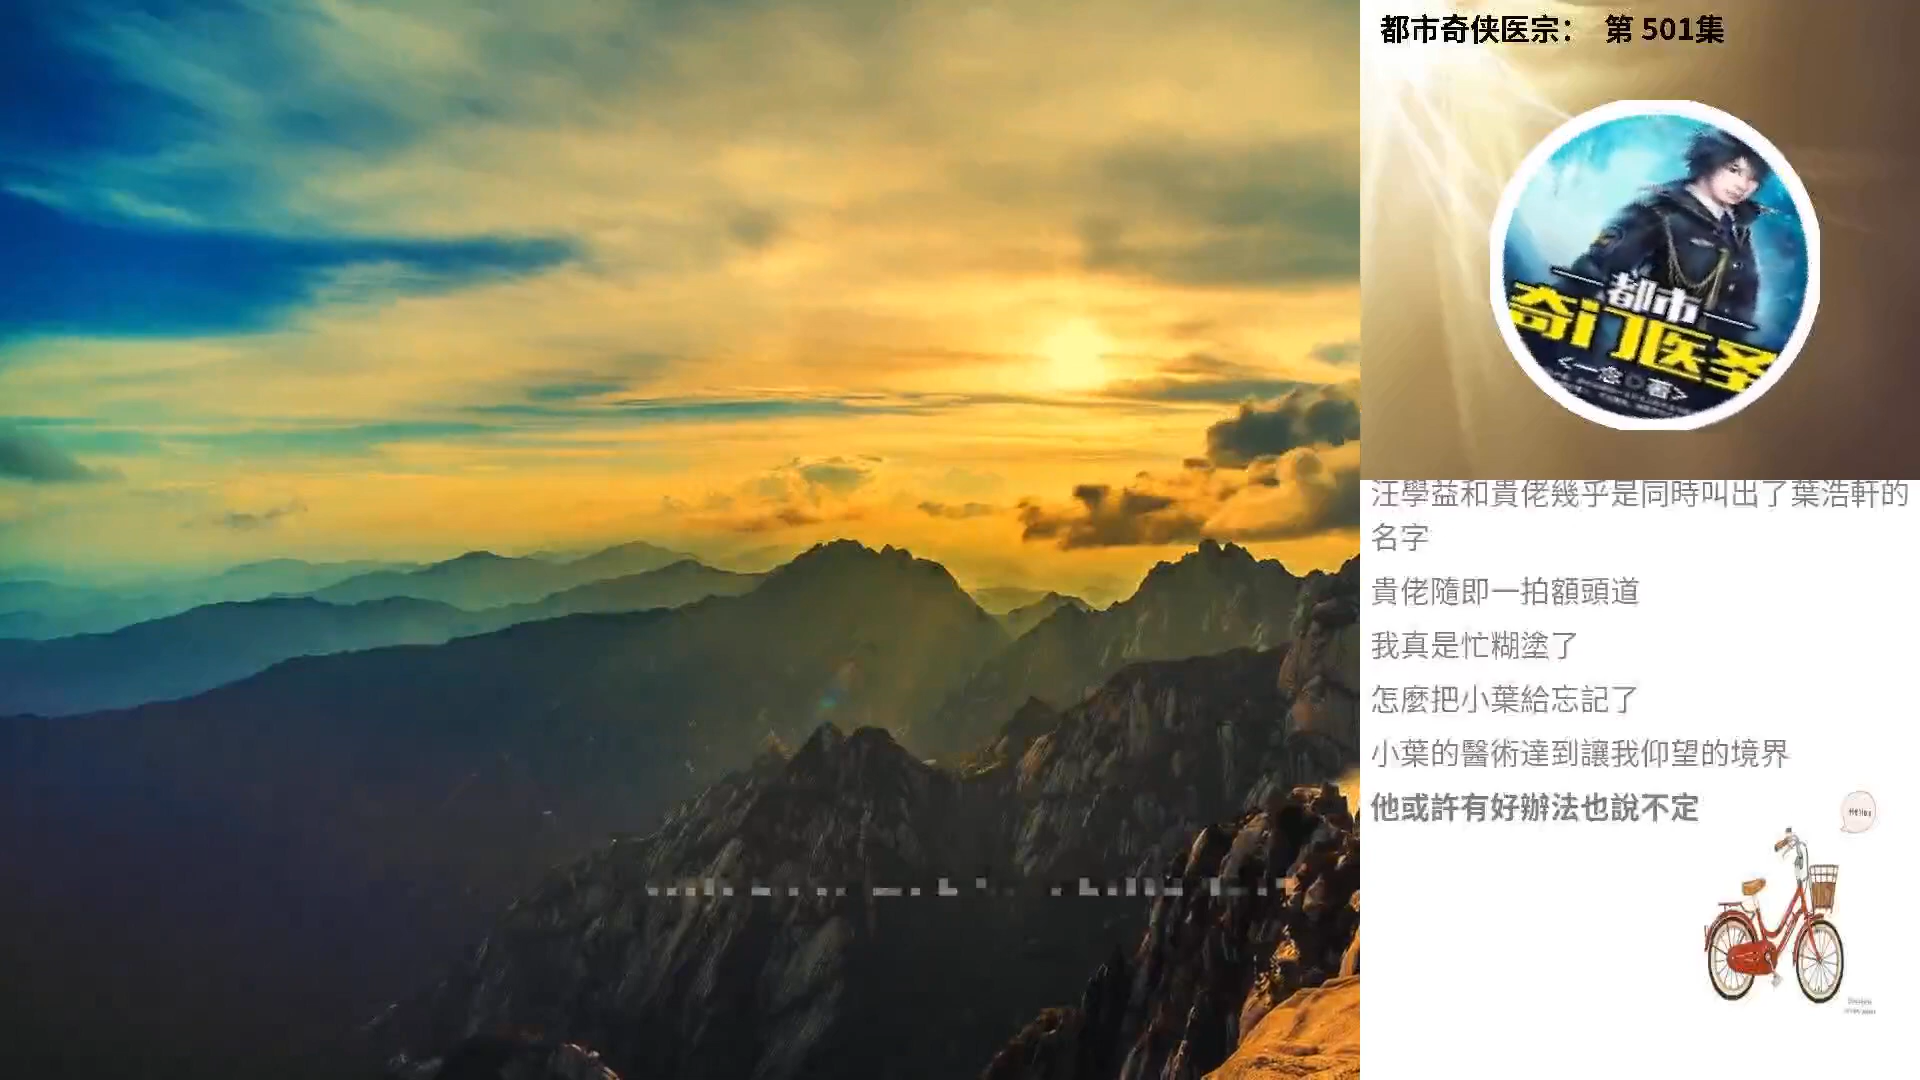 都市奇侠医宗： 第 501集
都市
奇门医圣
汪學益和貴佬幾乎是同時叫出了葉浩軒的
名字
貴佬隨即一拍額頭道
我真是忙糊塗了
怎麼把小葉給忘記了
小葉的醫術達到讓我仰望的境界
他或許有好辦法也說不定
Hello